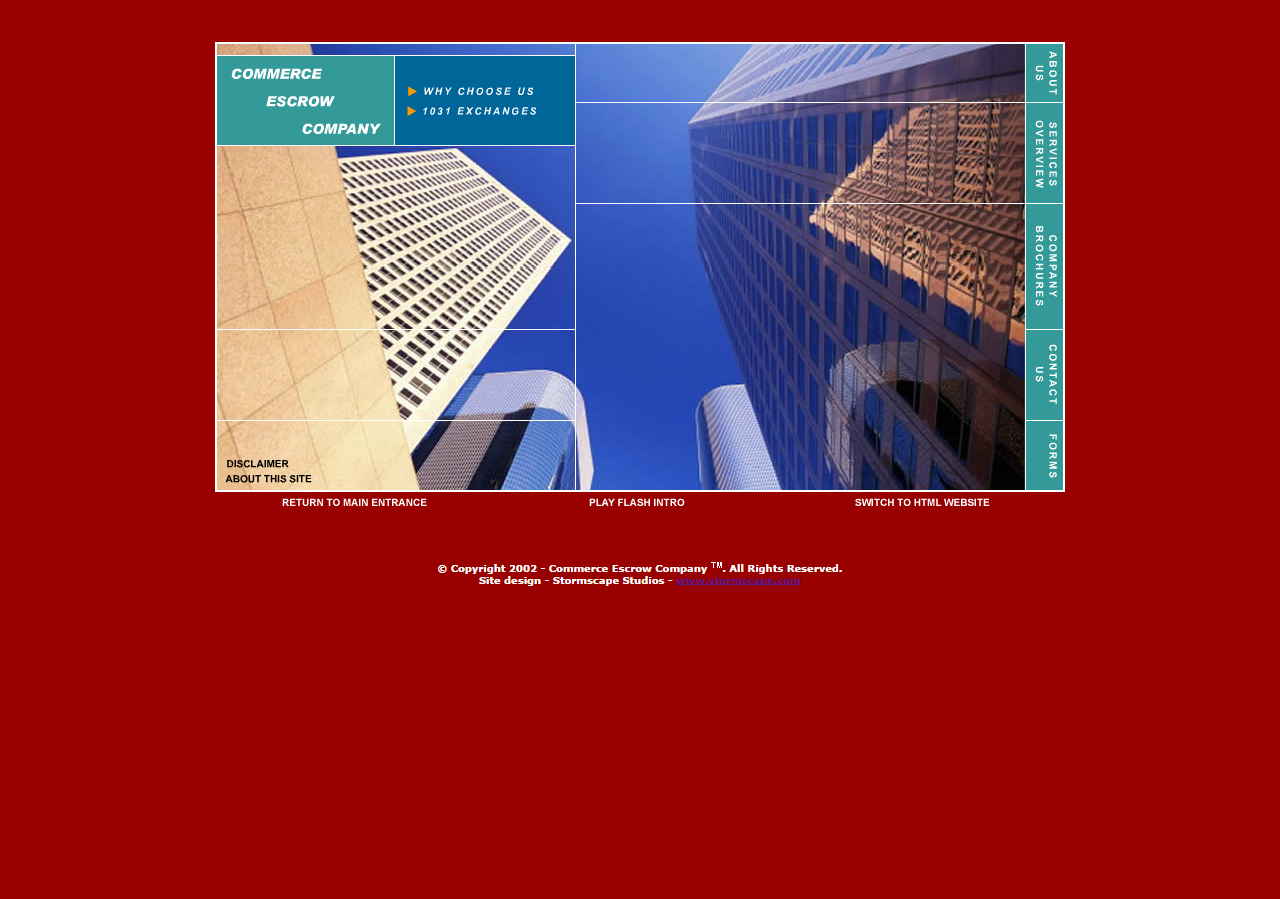 COMMERCE
ESCROW
COMPANY
WHY CHOOSE US
1031 EXCHANGES
ABOUT
US
SERVICES
OVERVIEW
COMPANY
BROCHURES
CONTACT
US
FORMS
DISCLAIMER
ABOUT THIS SITE
RETURN TO MAIN ENTRANCE
PLAY FLASH INTRO
SWITCH TO HTML WEBSITE
© Copyright 2002 - Commerce Escrow Company TM. All Rights Reserved.
Site design - Stormscape Studios - www.stormscape.com